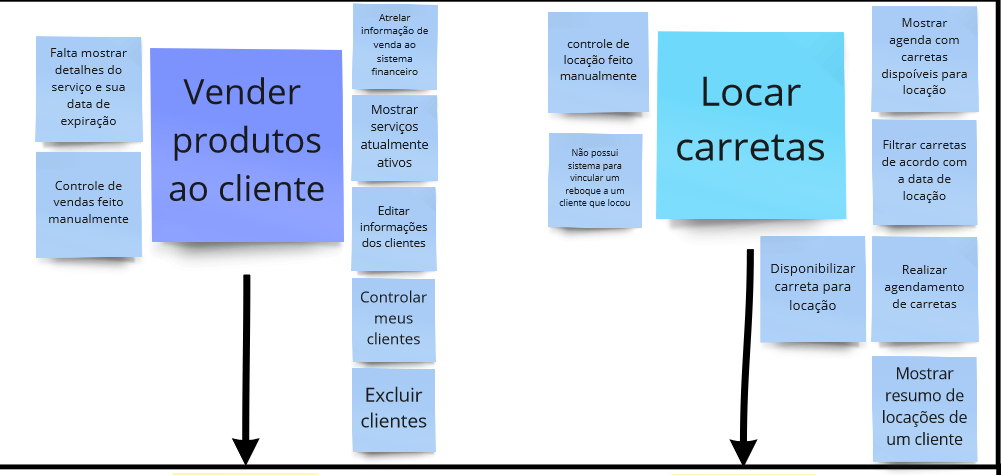 Falta mostrar
detalhes do
serviço e sua
data de
expiração
Controle de
vendas feito
manualmente
Vender
produtos
ao cliente
Atrelar
informação de
venda ao
sistema
financeiro
Mostrar
serviços
atualmente
ativos
Editar
informações
dos clientes
Controlar
meus
clientes
Excluir
clientes
controle de
locação feito
manualmente
Não possui
sistema para
vincular um
reboque a um
cliente que locou
Locar
carretas
Mostrar
agenda com
carretas
dispoíveis para
locação
Filtrar carretas
de acordo com
a data de
locação
Disponibilizar
carreta para
locação
Realizar
agendamento
de carretas
Mostrar
resumo de
locações de
um cliente